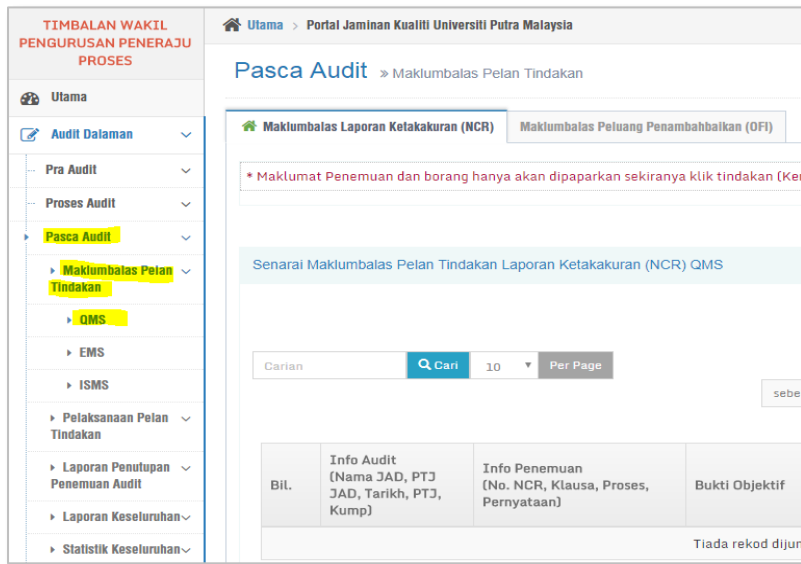 TIMBALAN WAKIL
PENGURUSAN PENERAJU
PROSES
Utama
Audit Dalaman
Pra Audit
Proses Audit
Pasca Audit
Maklumbalas Pelan
Tindakan
QMS
EMS
ISMS
Pelaksanaan Pelan
Tindakan
Laporan Penutupan
Penemuan Audit
Laporan Keseluruhan
Statistik Keseluruhan
Utama > Portal Jaminan Kualiti Universiti Putra Malaysia
Pasca Audit » Maklumbalas Pelan Tindakan
Maklumbalas Laporan Ketakakuran (NCR)
Maklumbalas Peluang Penambahbaikan (OFI)
* Maklumat Penemuan dan borang hanya akan dipaparkan sekiranya klik tindakan (Ke
Senarai Maklumbalas Pelan Tindakan Laporan Ketakakuran (NCR) QMS
Carian
Cari
10
Per Page
sebe
Bil.
Info Audit
(Nama JAD, PTJ
JAD, Tarikh, PTJ,
Kump)
Info Penemuan
(No. NCR, Klausa, Proses,
Pernyataan)
Bukti Objektif
Tiada rekod diju